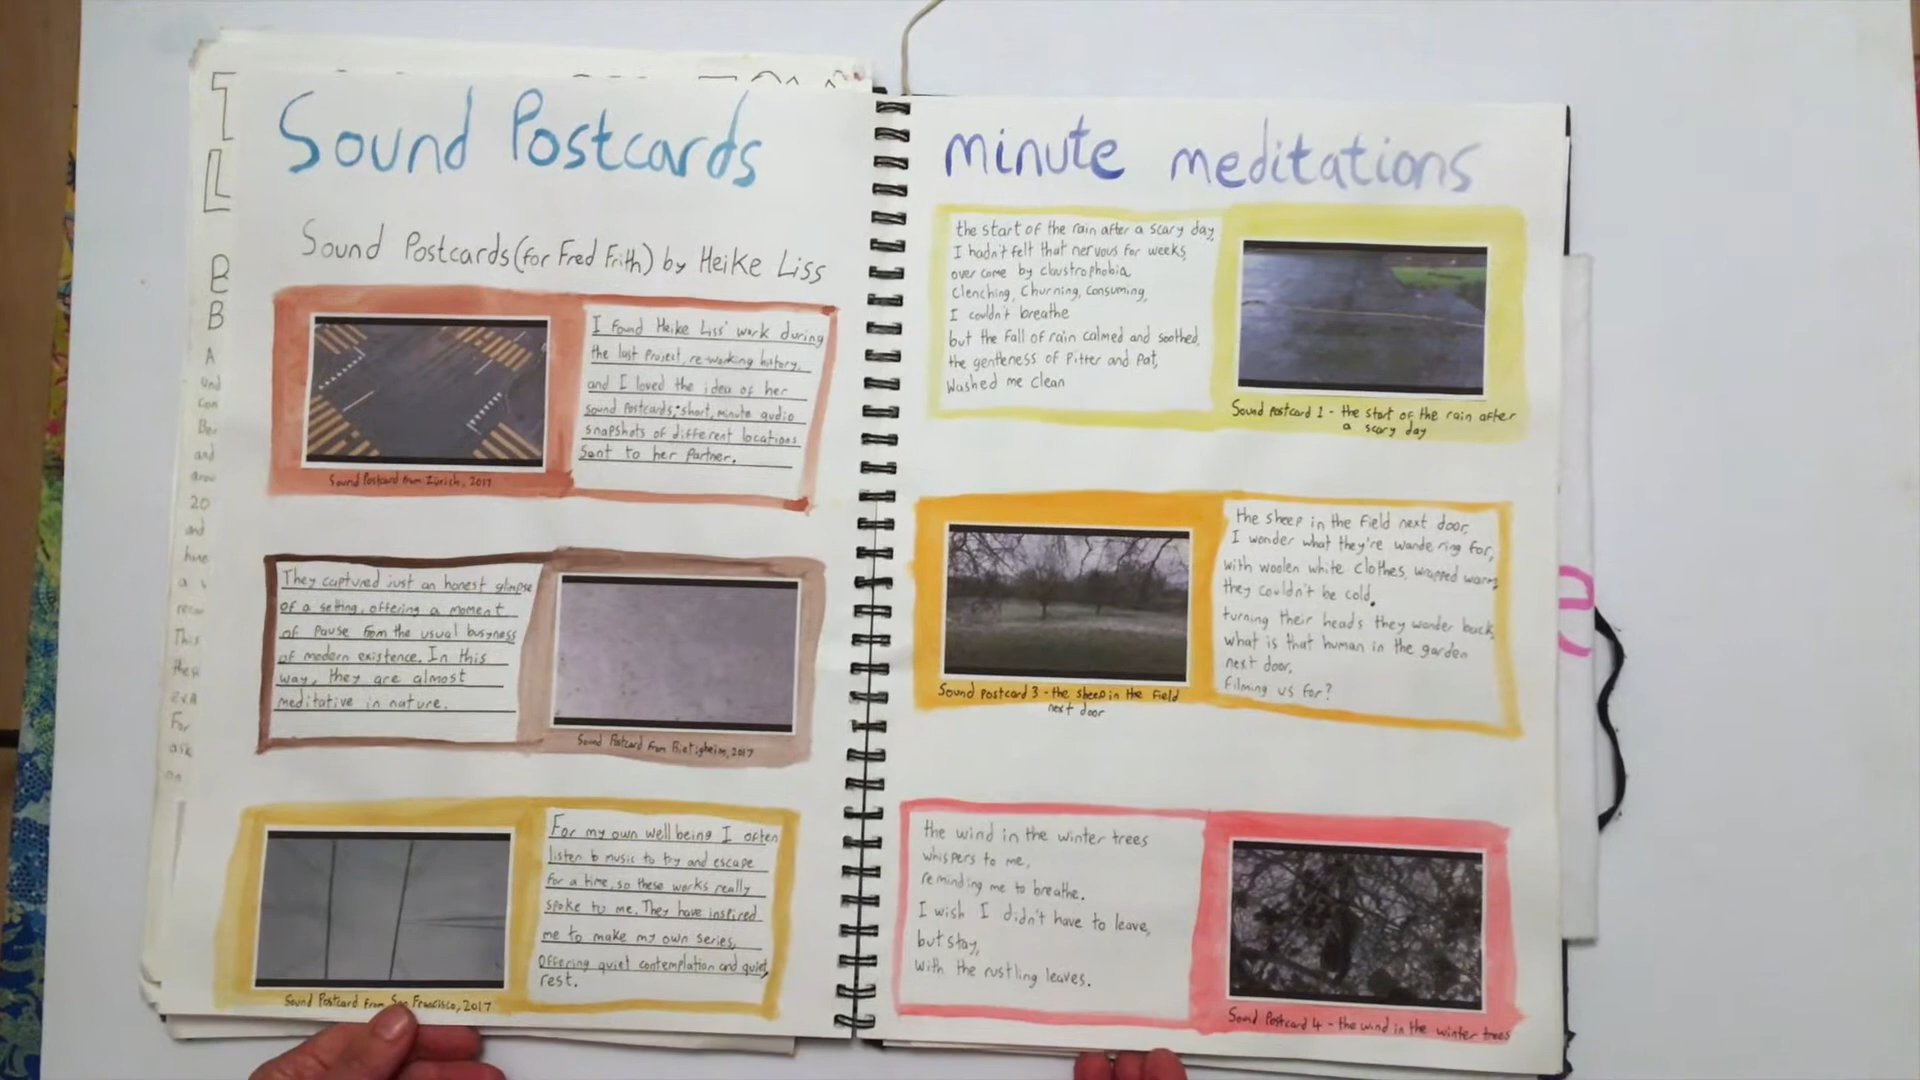 Sound Postcards
Sound Postcards (for Fred Frith) by Heike Liss
I found Heike Liss' work during
the last project, re-working history,
and I loved the idea of her
sound postcards; short, minute audio
snapshots of different locations
sent to her partner.
Sound Postcard from Zürich, 2017
They captured just an honest glimpse
of a setting, offering a moment
of pause from the usual busyness
of modern existence. In this
way, they are almost
meditative in nature.
Sound Postcard from Bietigheim, 2017
For my own wellbeing I often
listen to music to try and escape
for a time, so these works really
spoke to me. They have inspired
me to make my own series,
offering quiet contemplation and quiet
rest.
Sound Postcard from San Francisco, 2017
minute meditations
the start of the rain after a scary day,
I hadn't felt that nervous for weeks,
over come by claustrophobia
Clenching, Churning, Consuming,
I couldn't breathe
but the fall of rain calmed and soothed,
the gentleness of Pitter and Pat,
Washed me clean
Sound postcard 1 - the start of the rain after
a scary day
the sheep in the field next door,
I wonder what they're wandering for,
with woolen white clothes, wrapped warm,
they couldn't be cold.
turning their heads they wonder back,
what is that human in the garden
next door,
filming us for?
Sound Postcard 3 - the sheep in the field
next door
the wind in the winter trees
whispers to me,
reminding me to breathe.
I wish I didn't have to leave,
but stay,
with the rustling leaves.
Sound Postcard 4 - the wind in the winter trees